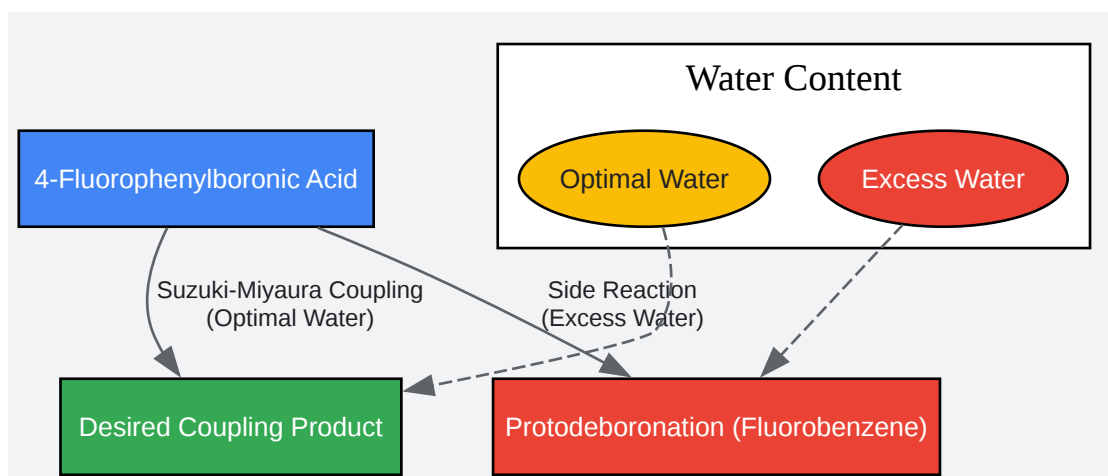 Water Content
Optimal Water
Excess Water
4-Fluorophenylboronic Acid
Suzuki-Miyaura Coupling
(Optimal Water)
Side Reaction
(Excess Water)
Desired Coupling Product
Protodeboronation (Fluorobenzene)